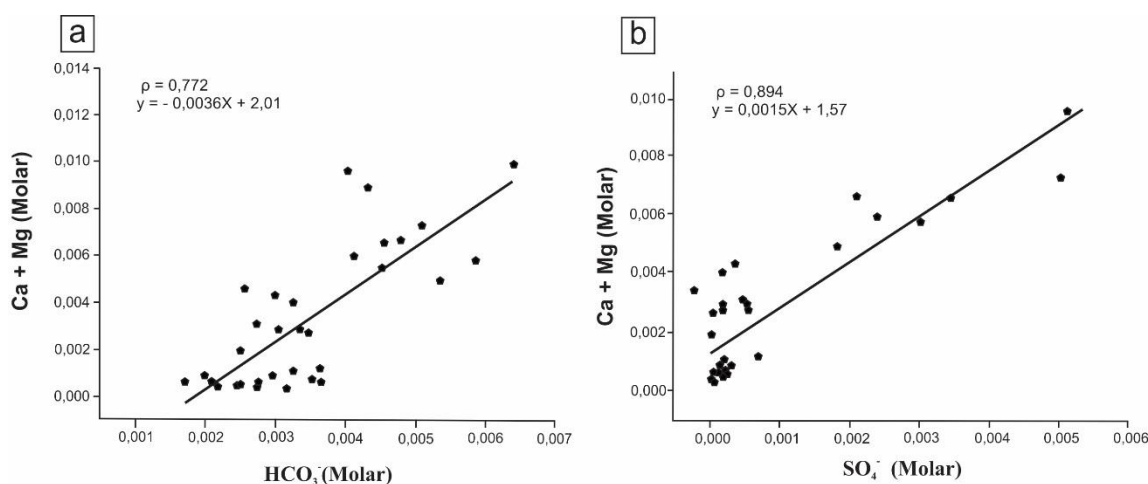 a
ρ = 0,772
y = - 0,0036X + 2,01
0,014
0,012
0,010
0,008
0,006
0,004
0,002
0,000
Ca + Mg (Molar)
0,001 0,002 0,003 0,004 0,005 0,006 0,007
HCO₃⁻(Molar)
b
ρ = 0,894
y = 0,0015X + 1,57
0,010
0,008
0,006
0,004
0,002
0,000
Ca + Mg (Molar)
0,000 0,001 0,002 0,003 0,004 0,005 0,006
SO₄⁻ (Molar)